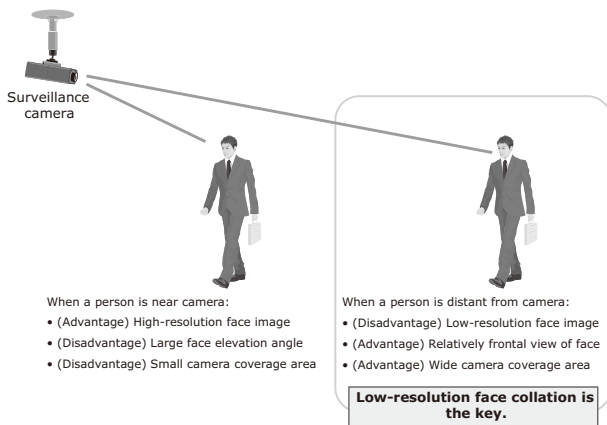 Surveillance
camera
When a person is near camera:
• (Advantage) High-resolution face image
• (Disadvantage) Large face elevation angle
• (Disadvantage) Small camera coverage area
When a person is distant from camera:
• (Disadvantage) Low-resolution face image
• (Advantage) Relatively frontal view of face
• (Advantage) Wide camera coverage area
Low-resolution face collation is
the key.